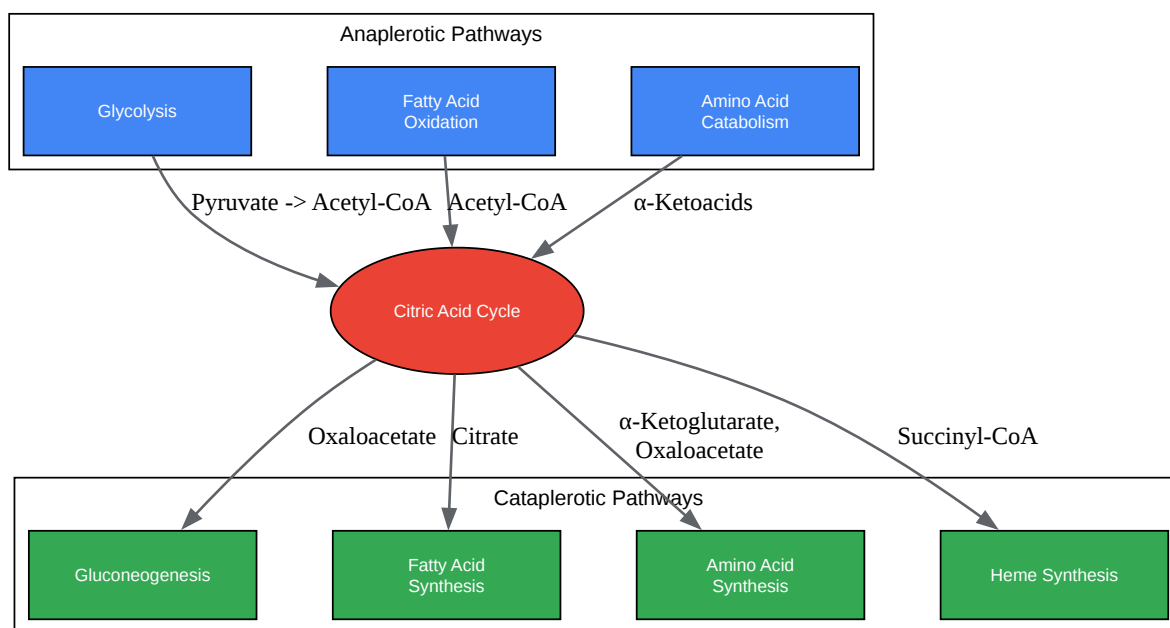 Anaplerotic Pathways
Glycolysis
Fatty Acid
Oxidation
Amino Acid
Catabolism
Pyruvate -> Acetyl-CoA
Acetyl-CoA
α-Ketoacids
Citric Acid Cycle
Oxaloacetate
Citrate
α-Ketoglutarate,
Oxaloacetate
Succinyl-CoA
Cataplerotic Pathways
Gluconeogenesis
Fatty Acid
Synthesis
Amino Acid
Synthesis
Heme Synthesis